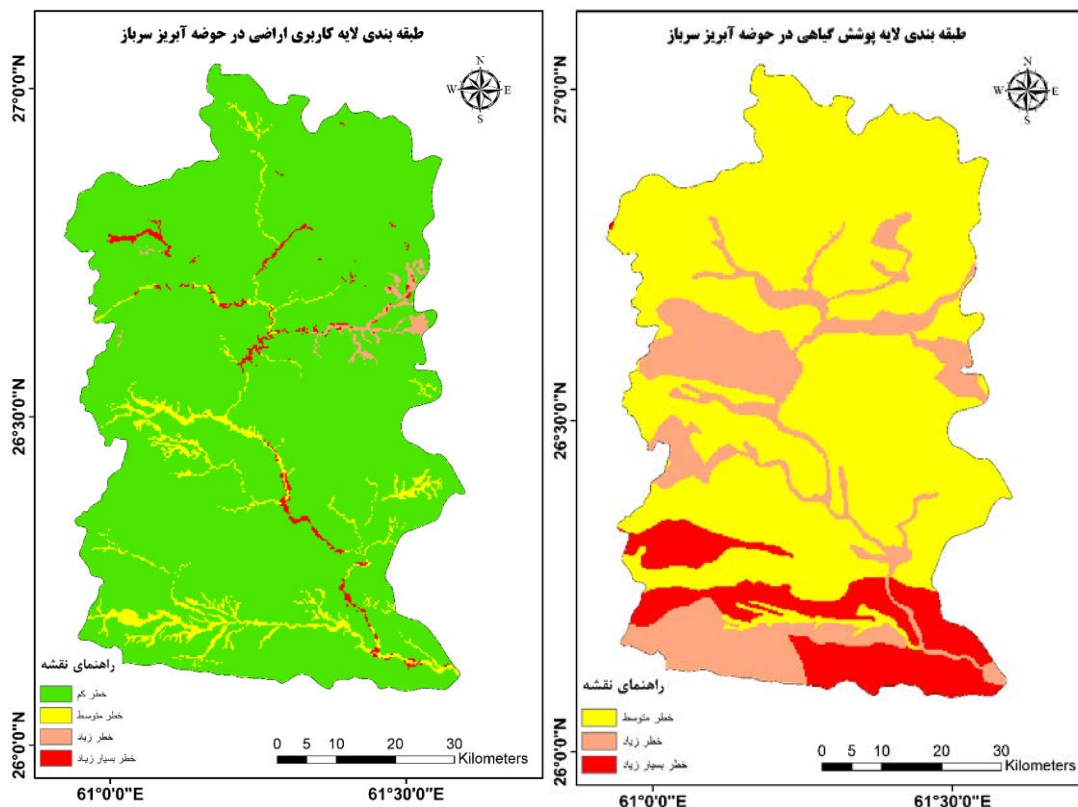 طبقه بندی لایه کاربری اراضی در حوضه آبریز سرباز
N
W E
S
27°0'0"N
26°30'0"N
26°0'0"N
راهنمای نقشه
خطر کم
خطر متوسط
خطر زیاد
خطر بسیار زیاد
0 5 10 20 30
Kilometers
61°0'0"E 61°30'0"E
طبقه بندی لایه پوشش گیاهی در حوضه آبریز سرباز
N
W E
S
27°0'0"N
26°30'0"N
26°0'0"N
راهنمای نقشه
خطر متوسط
خطر زیاد
خطر بسیار زیاد
0 5 10 20 30
Kilometers
61°0'0"E 61°30'0"E